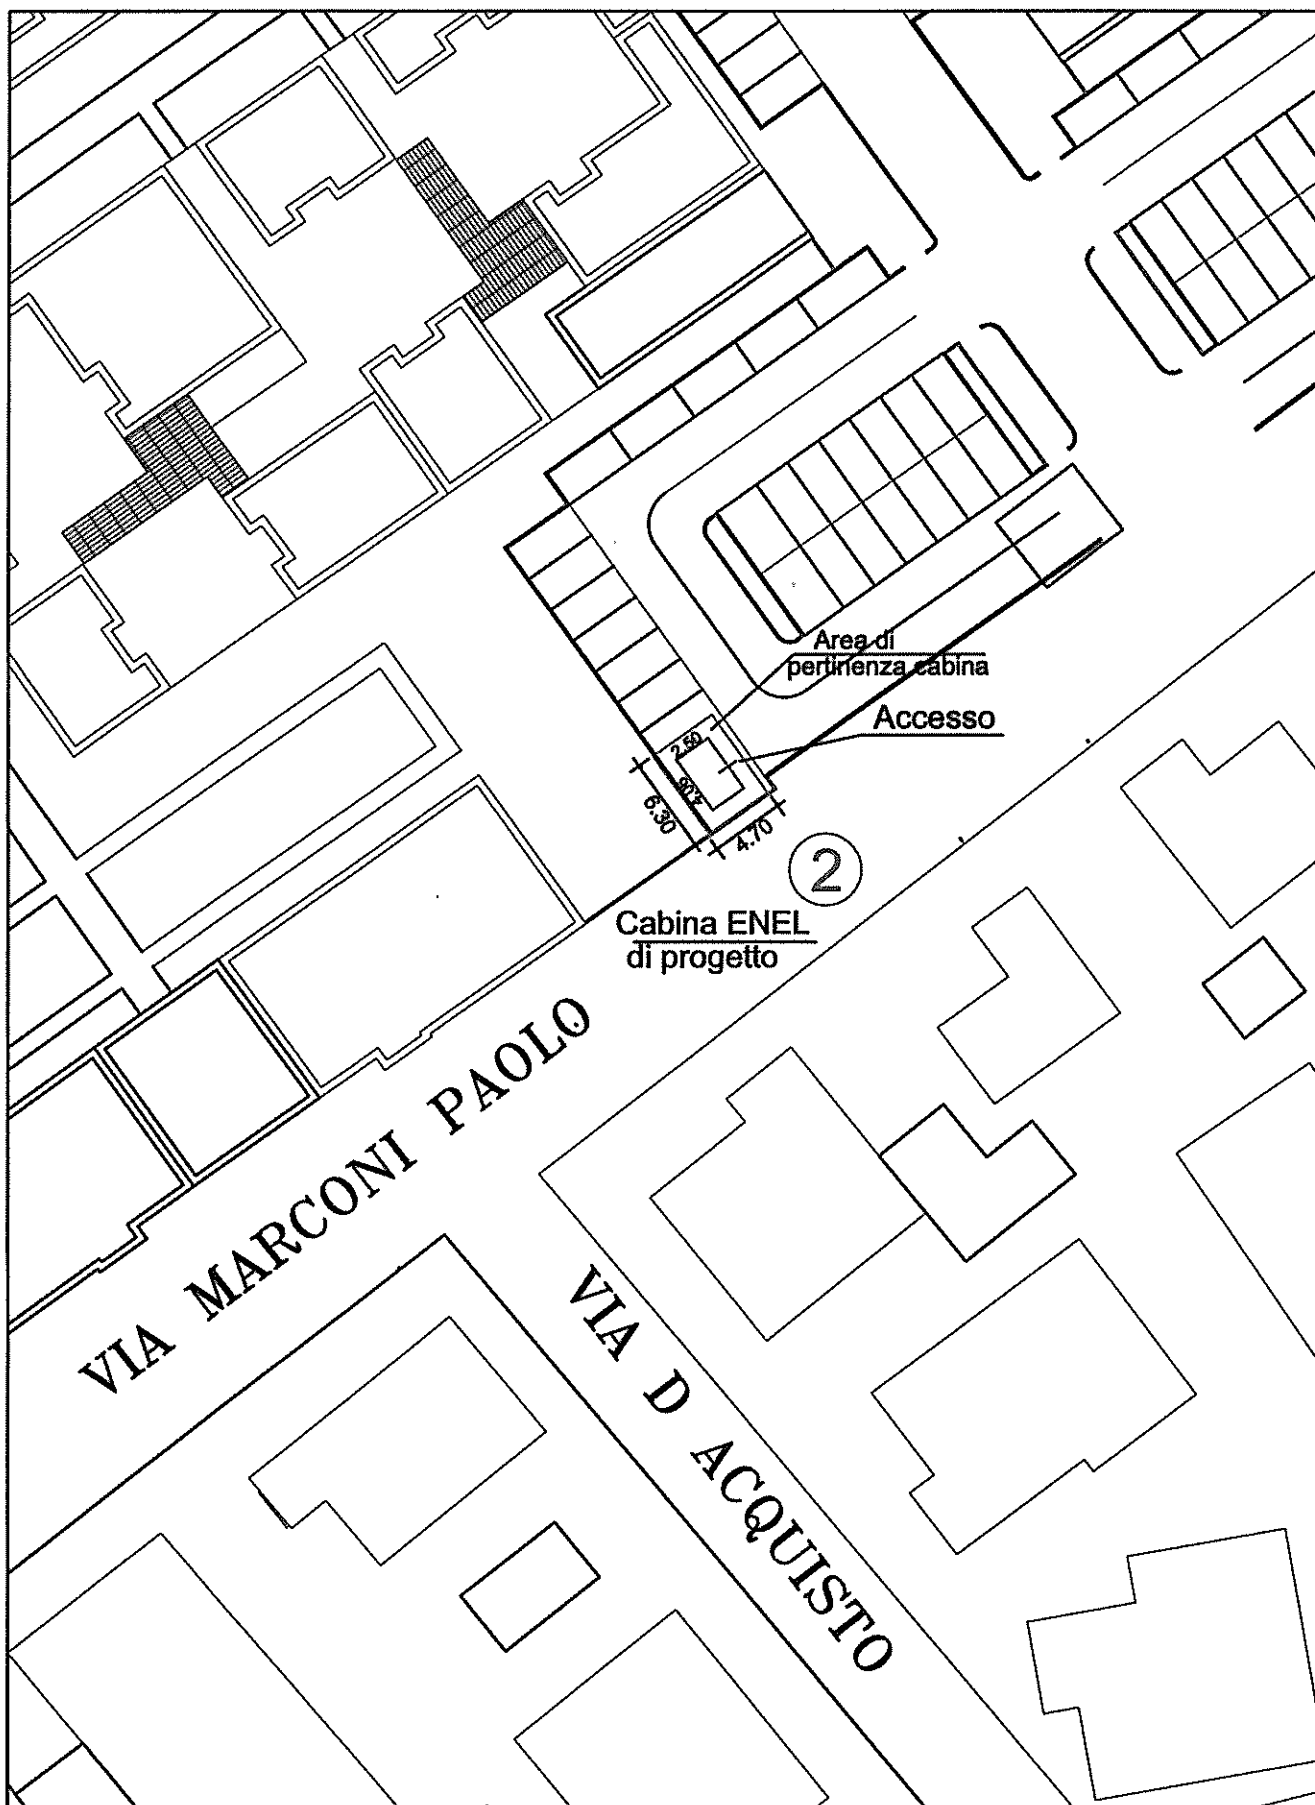 Area di
pertinenza cabina
Accesso
2.50
4.06
6.30
4.70
2
Cabina ENEL
di progetto
VIA MARCONI PAOLO
VIA D ACQUISTO